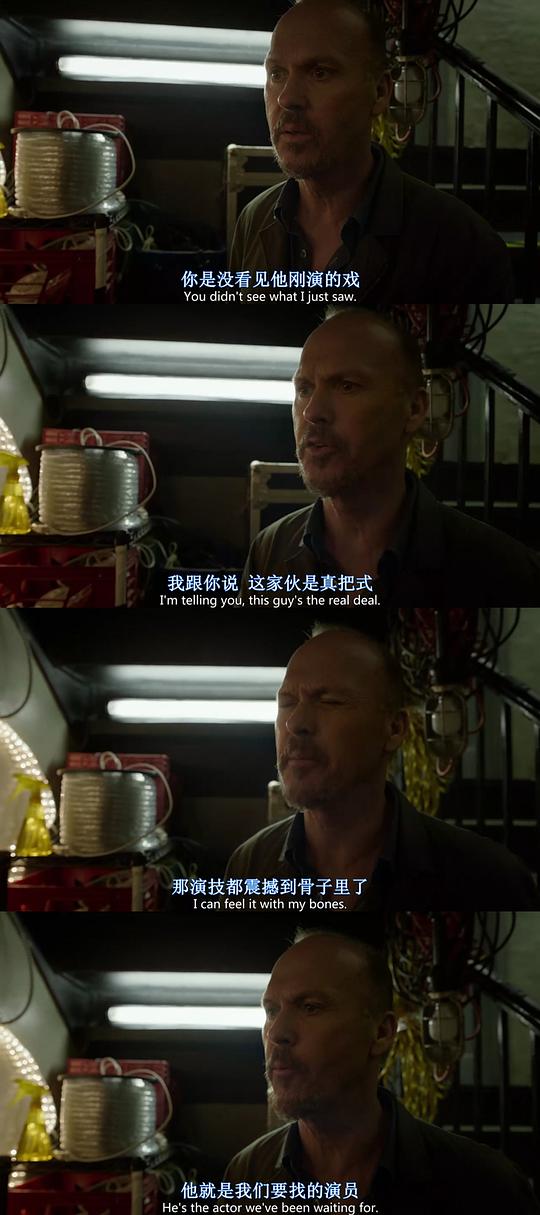 你是没看见他刚演的戏
You didn't see what I just saw.
我跟你说 这家伙是真把式
I'm telling you, this guy's the real deal.
那演技都震撼到骨子里了
I can feel it with my bones.
他就是我们要找的演员
He's the actor we've been waiting for.